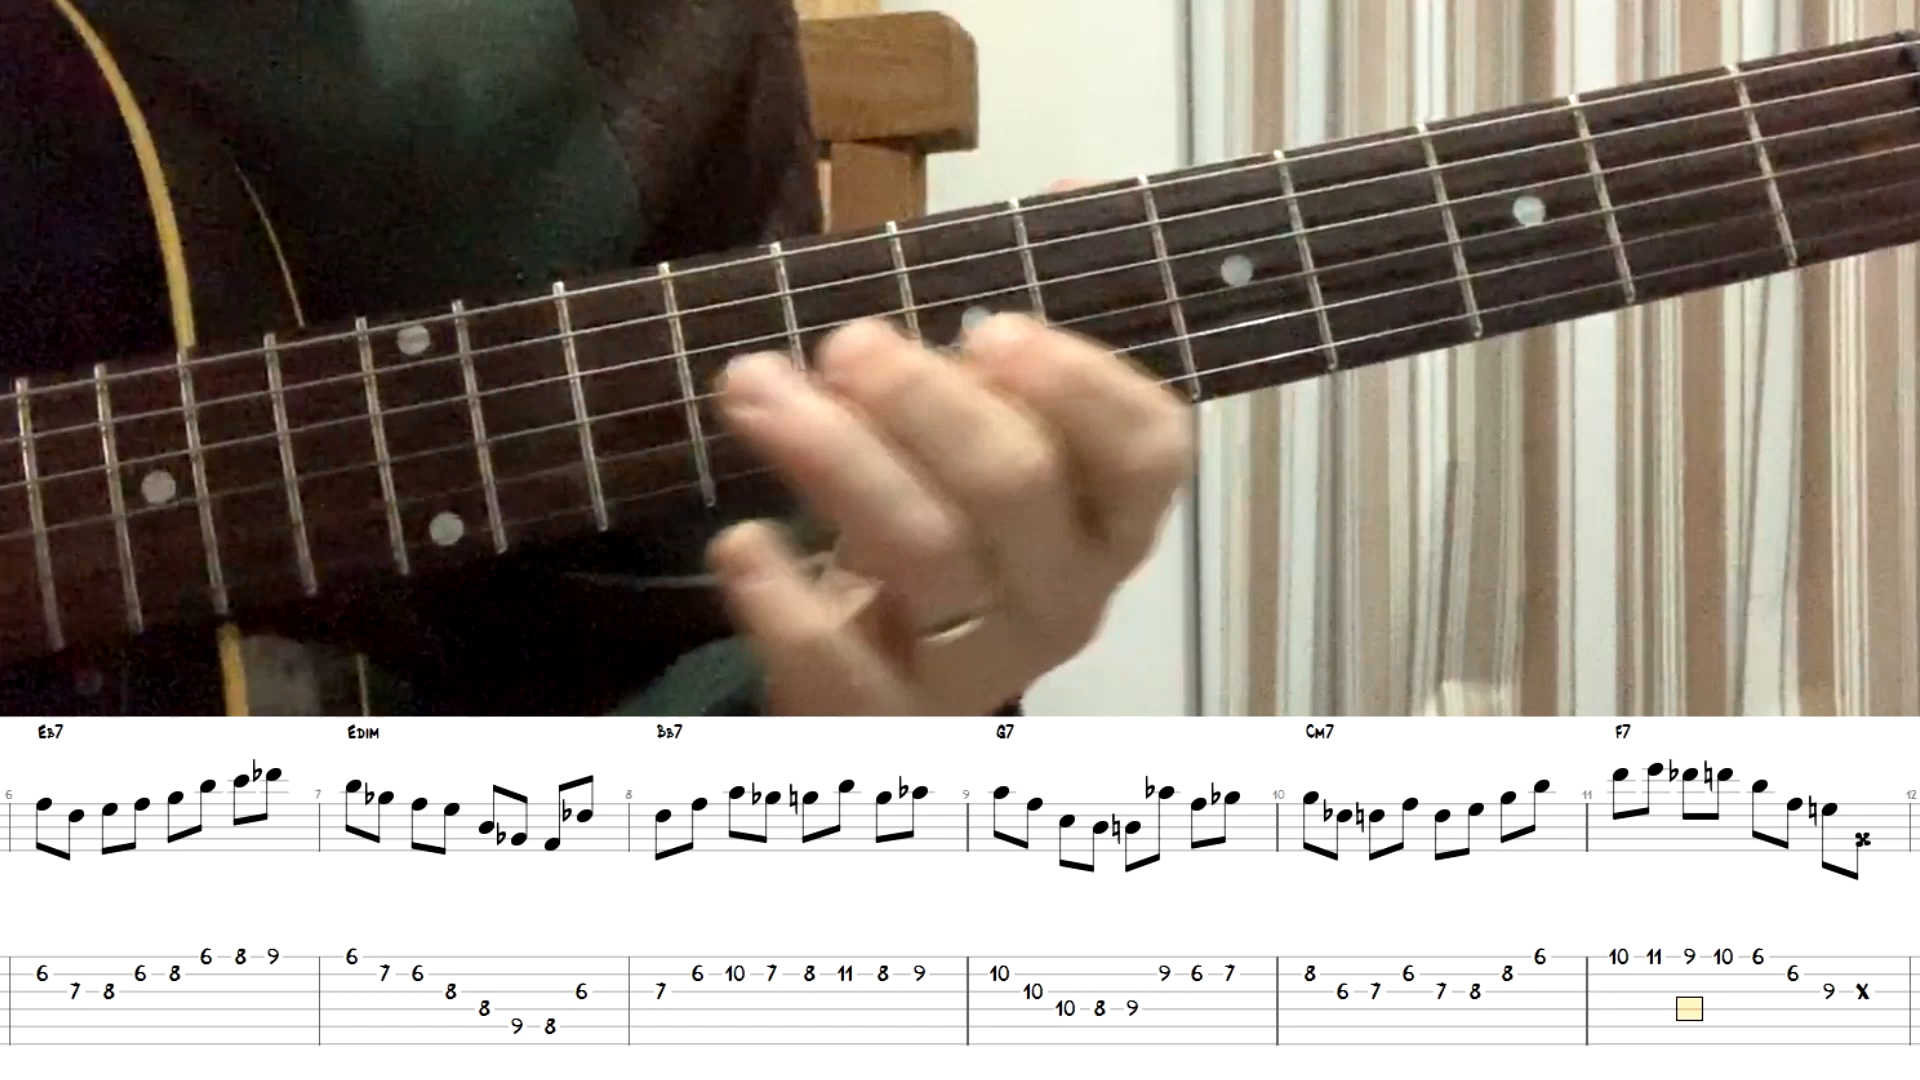 Eb7 Edim Bb7 G7 Cm7 F7
6 7 8 9 10 11 12
6 8 9 6 10 11 9 10 6
6 6 8 7 6 6 10 7 8 11 8 9 10 9 6 7 8 6 8 6
7 8 8 6 7 10 6 7 7 8 9 X
8 10 8 9
9 8